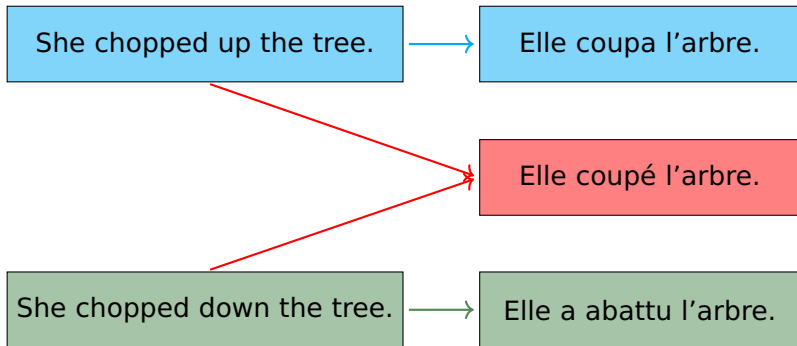 She chopped up the tree.
Elle coupa l’arbre.
Elle coupé l’arbre.
She chopped down the tree.
Elle a abattu l’arbre.